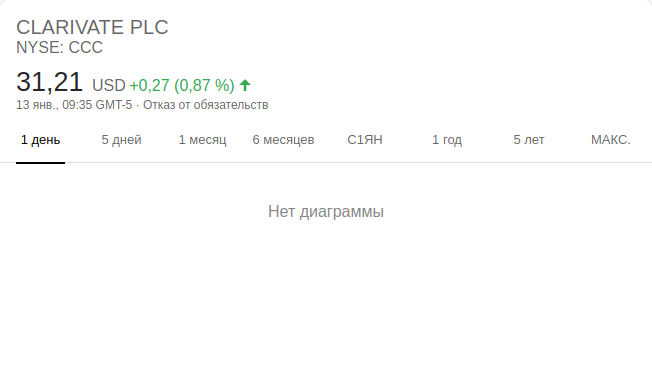 CLARIVATE PLC
NYSE: CCC
31,21 USD +0,27 (0,87 %)
13 янв., 09:35 GMT-5 · Отказ от обязательств
1 день 5 дней 1 месяц 6 месяцев С1ЯН 1 год 5 лет МАКС.
Нет диаграммы